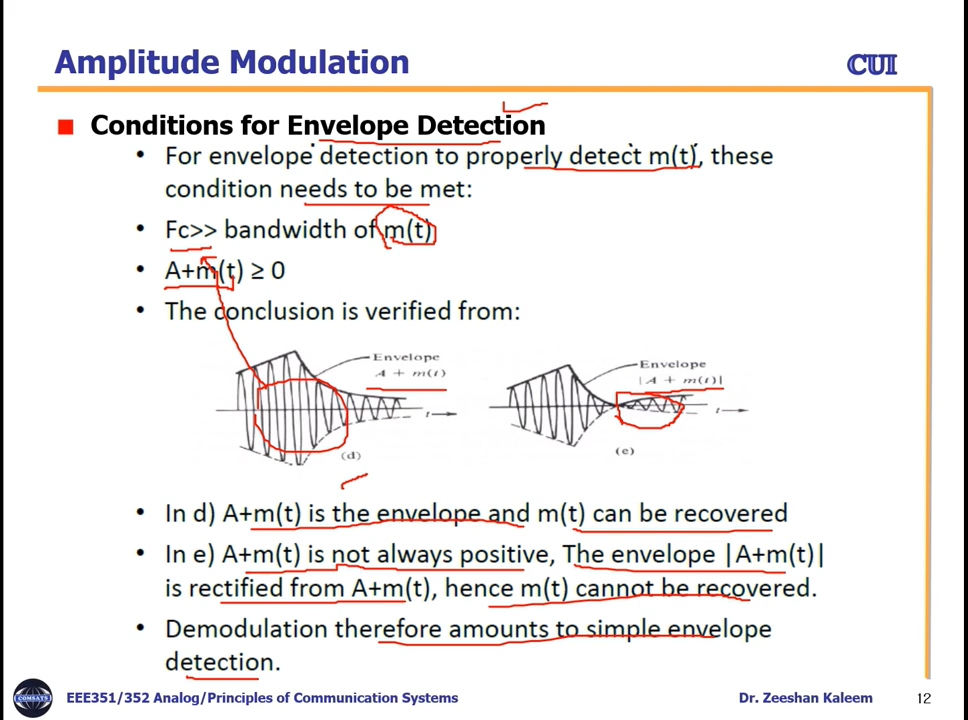 Amplitude Modulation
CUI
Conditions for Envelope Detection
• For envelope detection to properly detect m(t), these
condition needs to be met:
• Fc>> bandwidth of m(t)
• A+m(t) ≥ 0
• The conclusion is verified from:
Envelope
A + m(t)
t
(d)
Envelope
|A + m(t)|
t
(e)
• In d) A+m(t) is the envelope and m(t) can be recovered
• In e) A+m(t) is not always positive, The envelope |A+m(t)|
is rectified from A+m(t), hence m(t) cannot be recovered.
• Demodulation therefore amounts to simple envelope
detection.
COMSATS
EEE351/352 Analog/Principles of Communication Systems
Dr. Zeeshan Kaleem
12